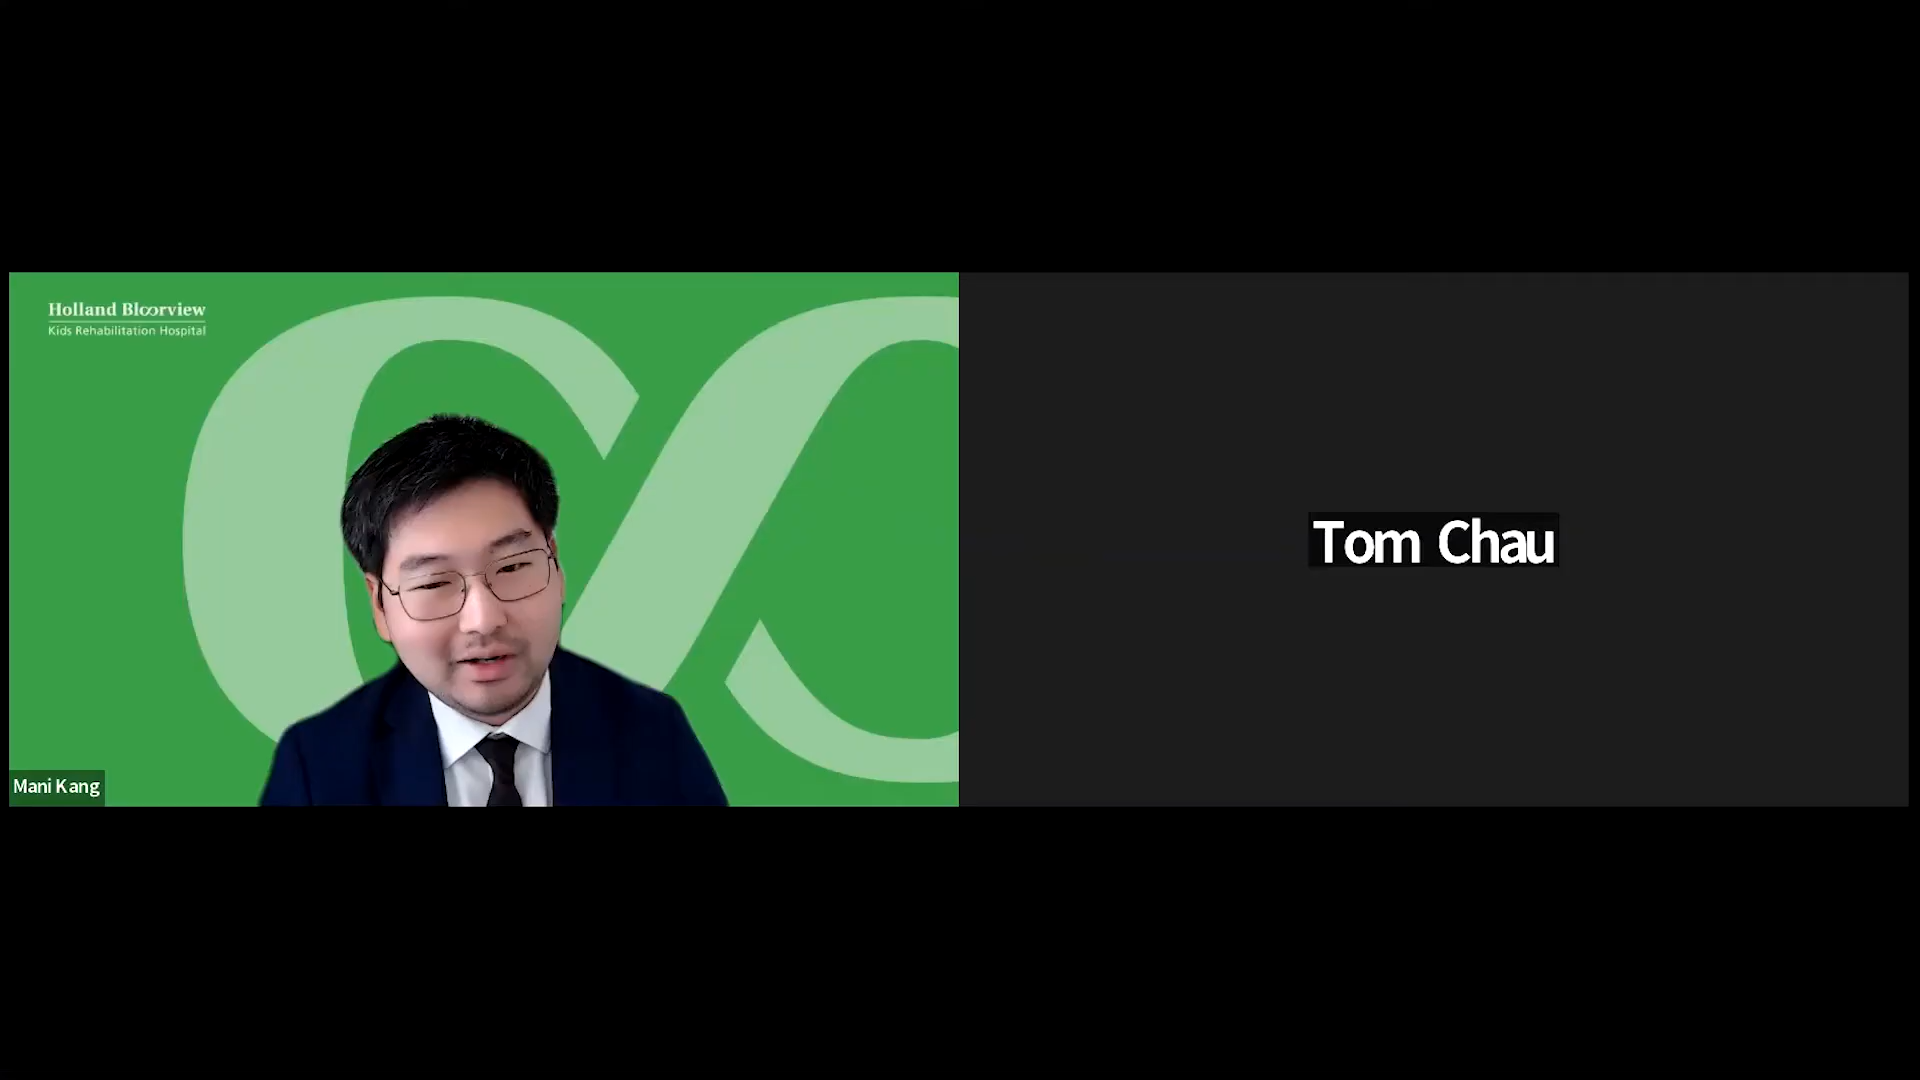 Holland Bloorview
Kids Rehabilitation Hospital
Tom Chau
Mani Kang